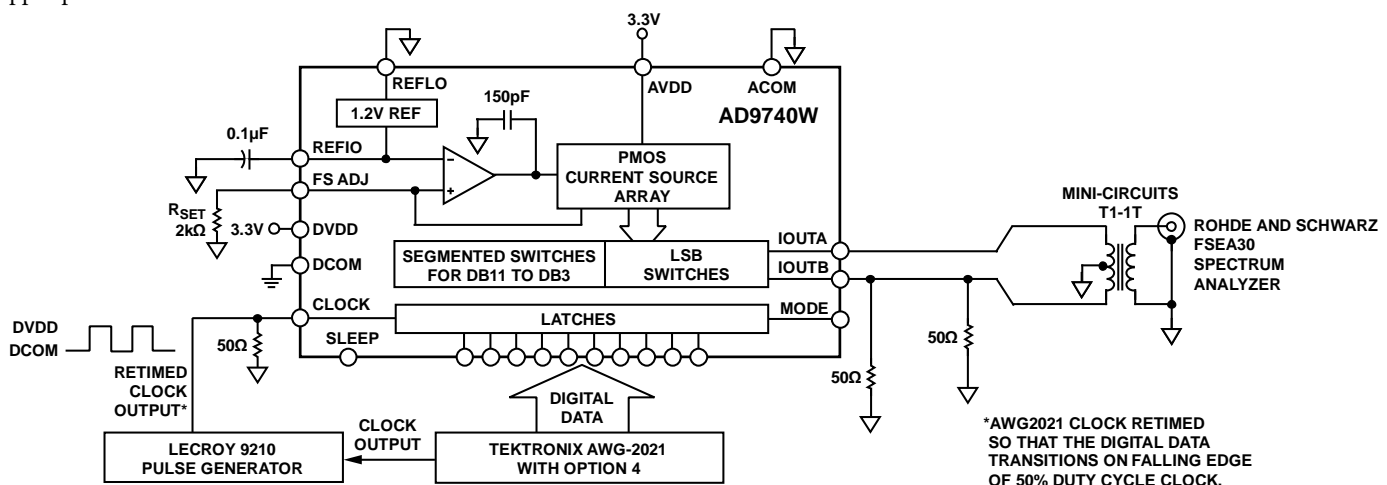 3.3V
REFLO
AVDD
ACOM
150pF
AD9740W
1.2V REF
0.1µF
REFIO
–
PMOS
CURRENT SOURCE
ARRAY
FS ADJ
+
MINI-CIRCUITS
T1-1T
RSET
2kΩ
3.3V
DVDD
ROHDE AND SCHWARZ
FSEA30
SPECTRUM
ANALYZER
IOUTA
SEGMENTED SWITCHES
FOR DB11 TO DB3
LSB
SWITCHES
DCOM
IOUTB
CLOCK
MODE
LATCHES
DVDD
DCOM
50Ω
SLEEP
50Ω
50Ω
RETIMED
CLOCK
OUTPUT*
DIGITAL
DATA
CLOCK
OUTPUT
LECROY 9210
PULSE GENERATOR
TEKTRONIX AWG-2021
WITH OPTION 4
*AWG2021 CLOCK RETIMED
SO THAT THE DIGITAL DATA
TRANSITIONS ON FALLING EDGE
OF 50% DUTY CYCLE CLOCK.